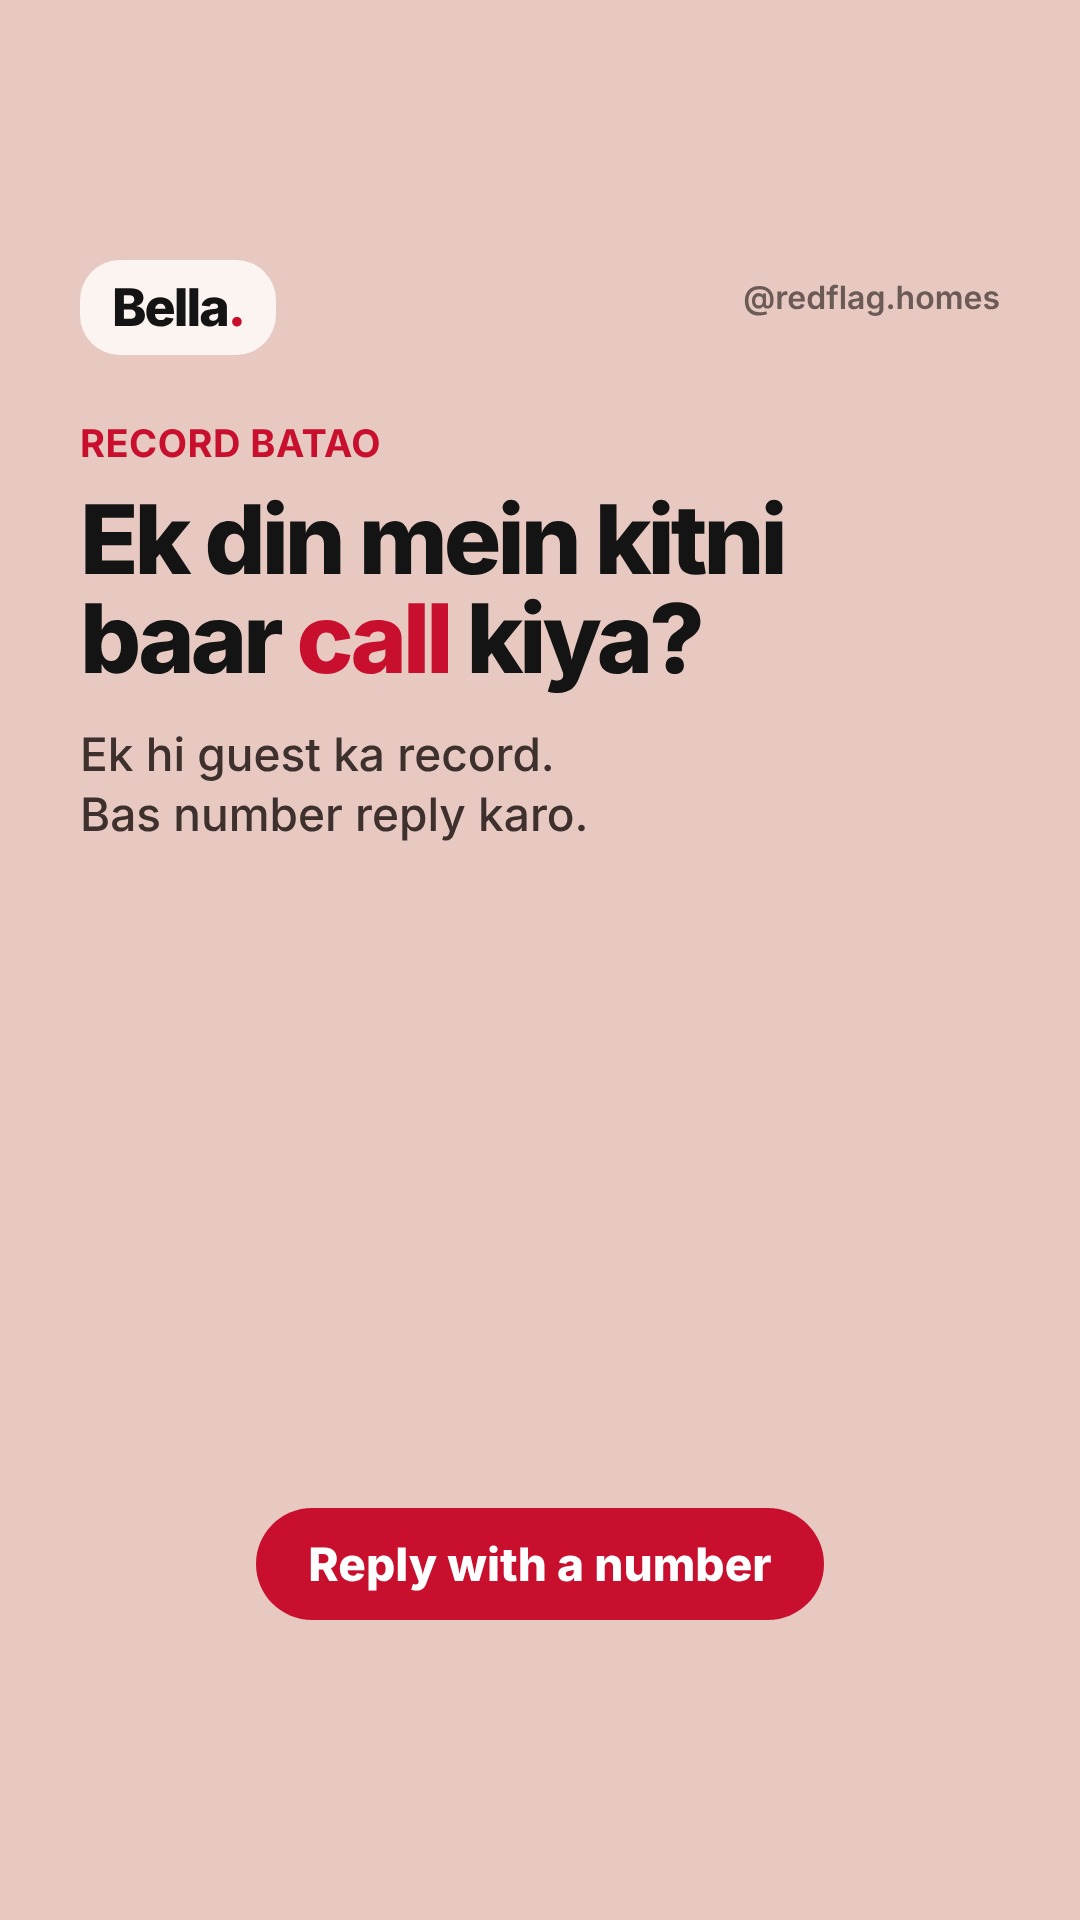 Bella.
@redflag.homes
RECORD BATAO
Ek din mein kitni
baar call kiya?
Ek hi guest ka record.
Bas number reply karo.
Reply with a number